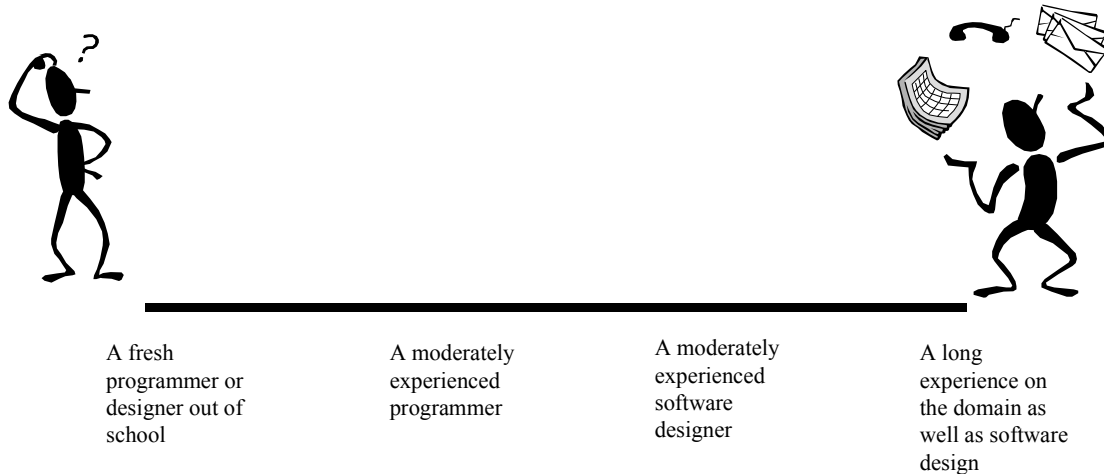 ?
A fresh
programmer or
designer out of
school
A moderately
experienced
programmer
A moderately
experienced
software
designer
A long
experience on
the domain as
well as software
design